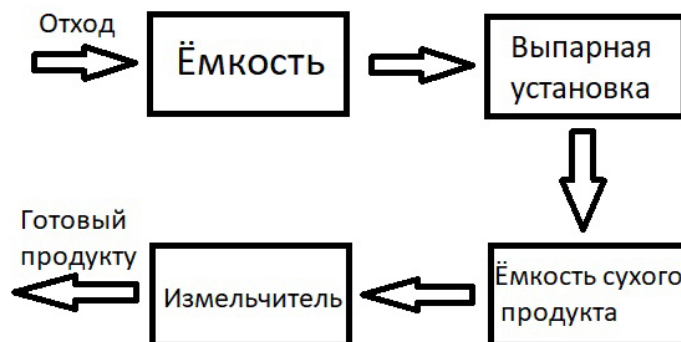 Отход
Ёмкость
Выпарная
установка
Ёмкость сухого
продукта
Измельчитель
Готовый
продукту